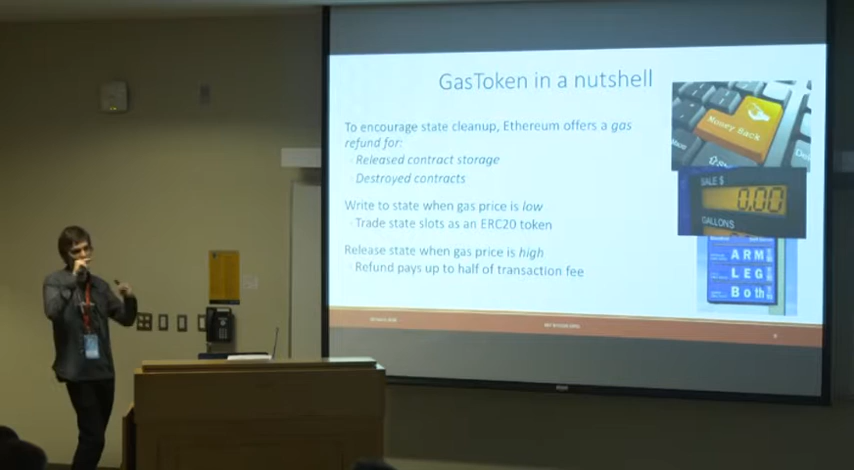 GasToken in a nutshell
To encourage state cleanup, Ethereum offers a gas
refund for:
Released contract storage
Destroyed contracts
Write to state when gas price is low
Trade state slots as an ERC20 token
Release state when gas price is high
Refund pays up to half of transaction fee
Money Back
SALE $
0.00
GALLONS
ARM
LEG
Both